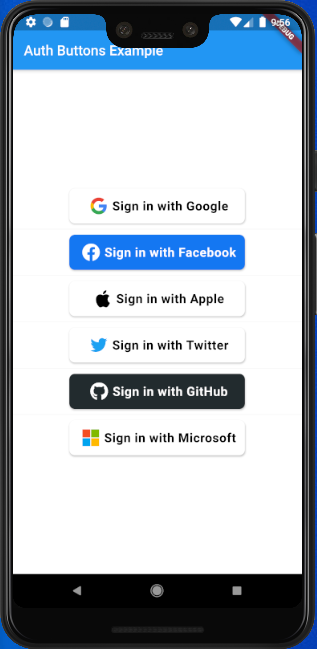 9:56
DEBUG
Auth Buttons Example
Sign in with Google
Sign in with Facebook
Sign in with Apple
Sign in with Twitter
Sign in with GitHub
Sign in with Microsoft